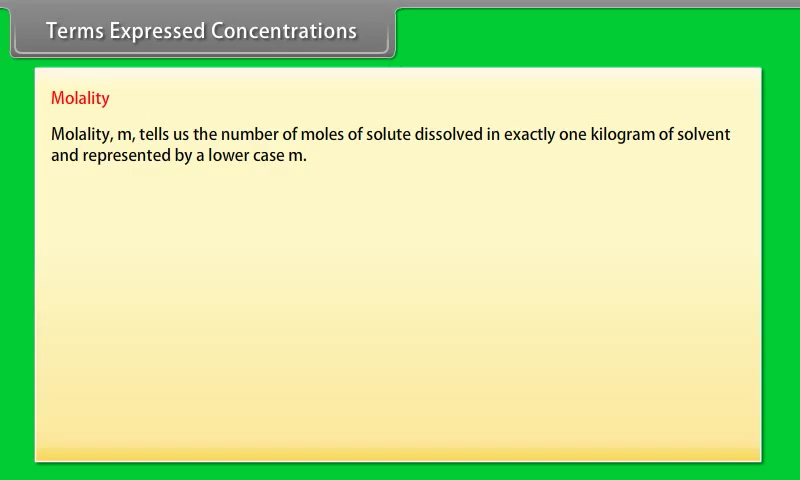 Terms Expressed Concentrations
Molality
Molality, m, tells us the number of moles of solute dissolved in exactly one kilogram of solvent
and represented by a lower case m.